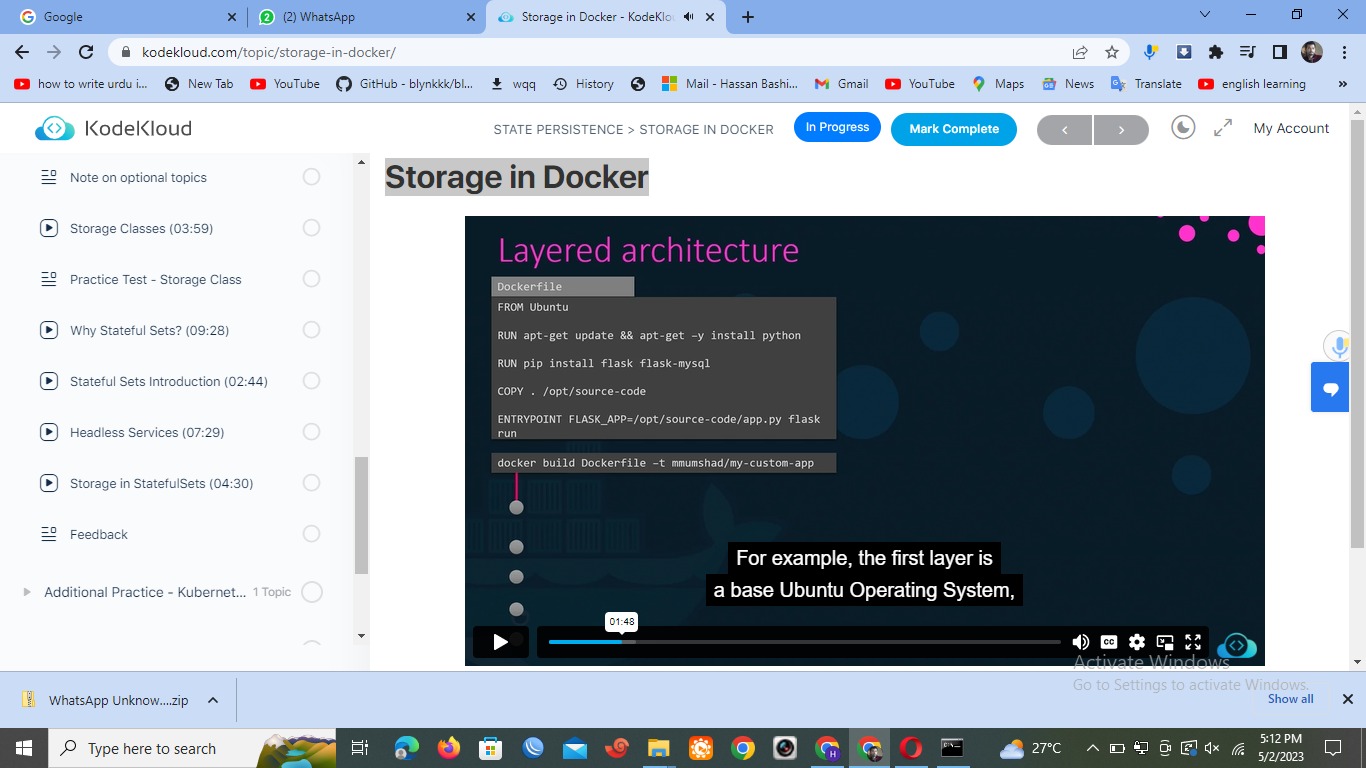 Google
(2) WhatsApp
Storage in Docker - KodeKlo
kodekloud.com/topic/storage-in-docker/
how to write urdu i...
New Tab
YouTube
GitHub - blynkkk/bl...
wqq
History
Mail - Hassan Bashi...
Gmail
YouTube
Maps
News
Translate
english learning
»
KodeKloud
STATE PERSISTENCE > STORAGE IN DOCKER
In Progress
Mark Complete
My Account
Note on optional topics
Storage Classes (03:59)
Practice Test - Storage Class
Why Stateful Sets? (09:28)
Stateful Sets Introduction (02:44)
Headless Services (07:29)
Storage in StatefulSets (04:30)
Feedback
Additional Practice - Kubernet... 1 Topic
Storage in Docker
Layered architecture
Dockerfile
FROM Ubuntu
RUN apt-get update && apt-get –y install python
RUN pip install flask flask-mysql
COPY . /opt/source-code
ENTRYPOINT FLASK_APP=/opt/source-code/app.py flask
run
docker build Dockerfile –t mmumshad/my-custom-app
For example, the first layer is
a base Ubuntu Operating System,
01:48
CC
Activate Windows
Go to Settings to activate Windows.
WhatsApp Unknow....zip
Show all
Type here to search
27°C
5:12 PM
5/2/2023